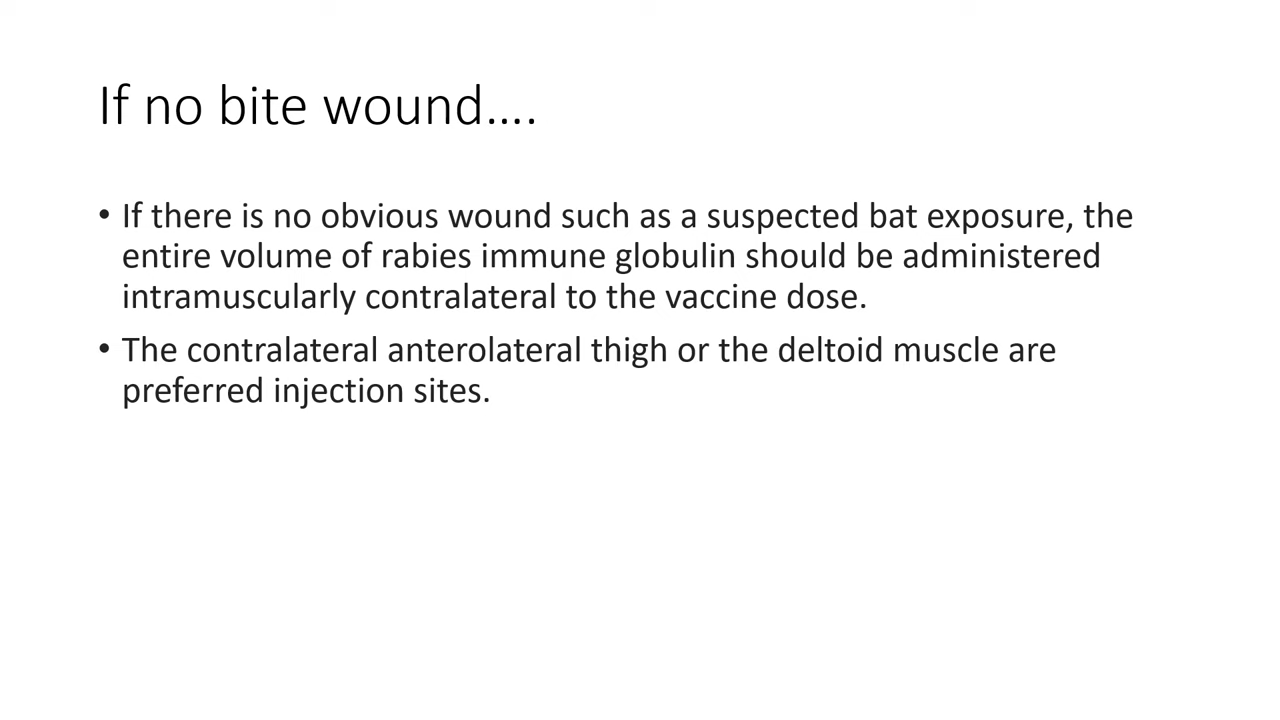 If no bite wound....
• If there is no obvious wound such as a suspected bat exposure, the
entire volume of rabies immune globulin should be administered
intramuscularly contralateral to the vaccine dose.
• The contralateral anterolateral thigh or the deltoid muscle are
preferred injection sites.